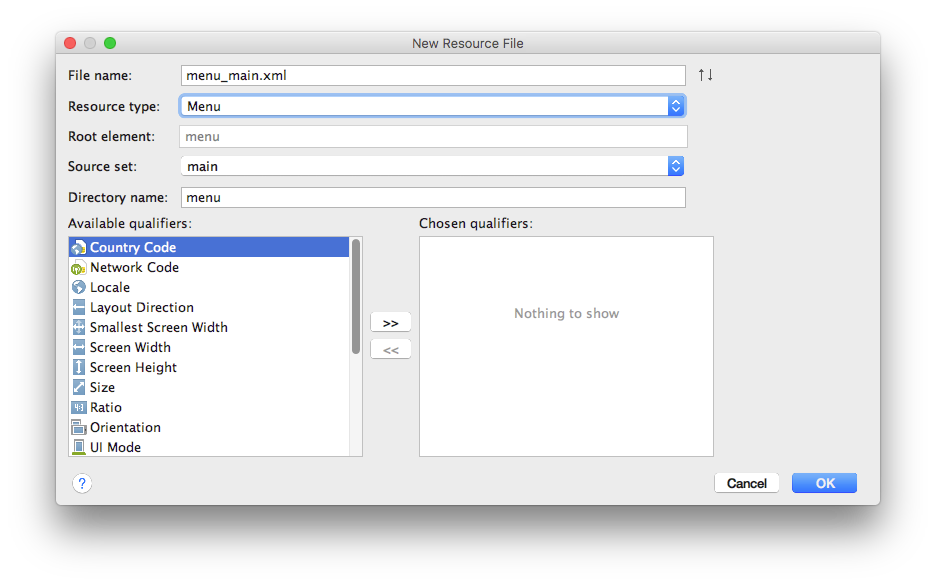 New Resource File
File name: menu_main.xml
Resource type: Menu
Root element: menu
Source set: main
Directory name: menu
Available qualifiers:
Chosen qualifiers:
Country Code
Network Code
Locale
Layout Direction
Smallest Screen Width
Screen Width
Screen Height
Size
Ratio
Orientation
UI Mode
>>
<<
Nothing to show
?
Cancel
OK